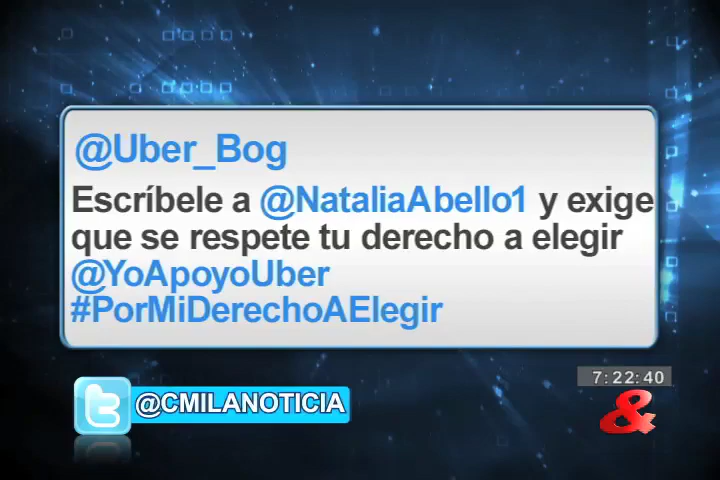 @Uber_Bog
Escríbele a @NataliaAbello1 y exige
que se respete tu derecho a elegir
@YoApoyoUber
#PorMiDerechoAElegir
@CMILANOTICIA
7:22:40
&